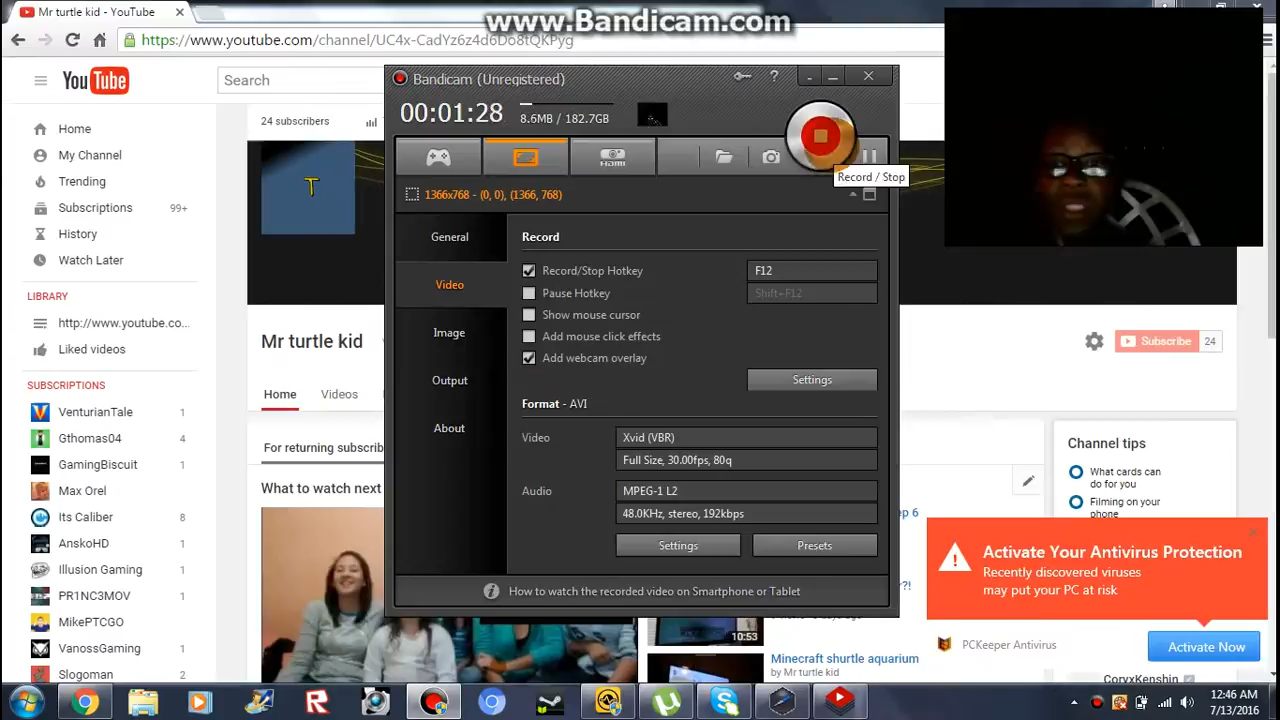 Mr turtle kid - YouTube
www.Bandicam.com
https://www.youtube.com/channel/UC4x-CadYz6z4d6Do8tQKPyg
YouTube
Search
Home
My Channel
Trending
Subscriptions 99+
History
Watch Later
LIBRARY
http://www.youtube.co...
Liked videos
SUBSCRIPTIONS
VenturianTale 1
Gthomas04 4
GamingBiscuit 1
Max Orel 2
Its Caliber 8
AnskoHD 3
Illusion Gaming 1
PR1NC3MOV 1
MikePTCGO 2
VanossGaming 1
Slogoman 2
24 subscribers
T
Mr turtle kid
Home Videos
For returning subscribers
What to watch next
Subscribe 24
Bandicam (Unregistered)
?
00:01:28
8.6MB / 182.7GB
HDMI
Record / Stop
1366x768 - (0, 0), (1366, 768)
General
Video
Image
Output
About
Record
Record/Stop Hotkey F12
Pause Hotkey Shift+F12
Show mouse cursor
Add mouse click effects
Add webcam overlay
Settings
Format - AVI
Video Xvid (VBR)
Full Size, 30.00fps, 80q
Audio MPEG-1 L2
48.0KHz, stereo, 192kbps
Settings Presets
How to watch the recorded video on Smartphone or Tablet
ep 6
?!
10:53
Minecraft shurtle aquarium
by Mr turtle kid
Channel tips
What cards can
do for you
Filming on your
phone
Activate Your Antivirus Protection
Recently discovered viruses
may put your PC at risk
PCKeeper Antivirus
Activate Now
CoryxKenshin
12:46 AM
7/13/2016